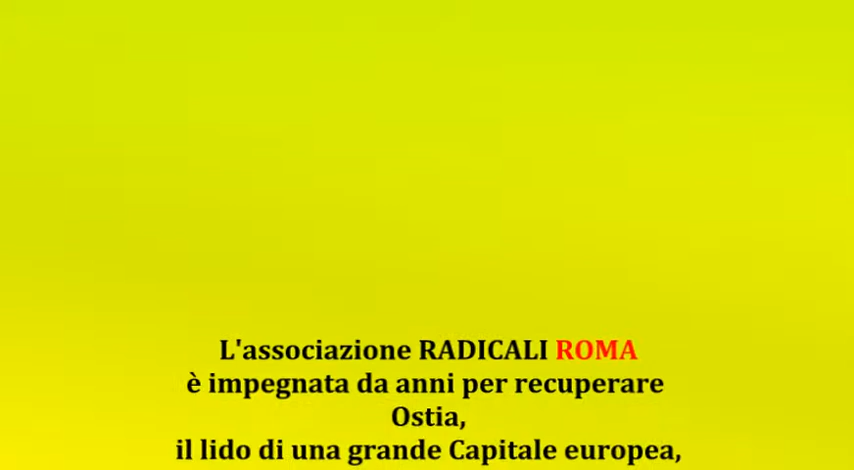 L'associazione RADICALI ROMA
è impegnata da anni per recuperare
Ostia,
il lido di una grande Capitale europea,